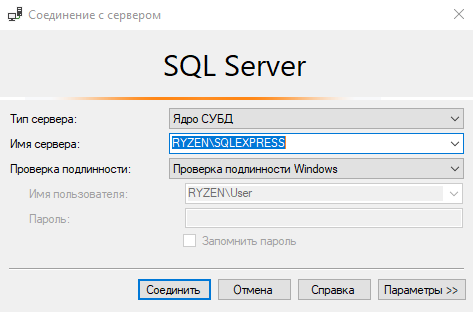 Соединение с сервером
SQL Server
Тип сервера: Ядро СУБД
Имя сервера: RYZEN\SQLEXPRESS
Проверка подлинности: Проверка подлинности Windows
Имя пользователя: RYZEN\User
Пароль:
Запомнить пароль
Соединить Отмена Справка Параметры >>